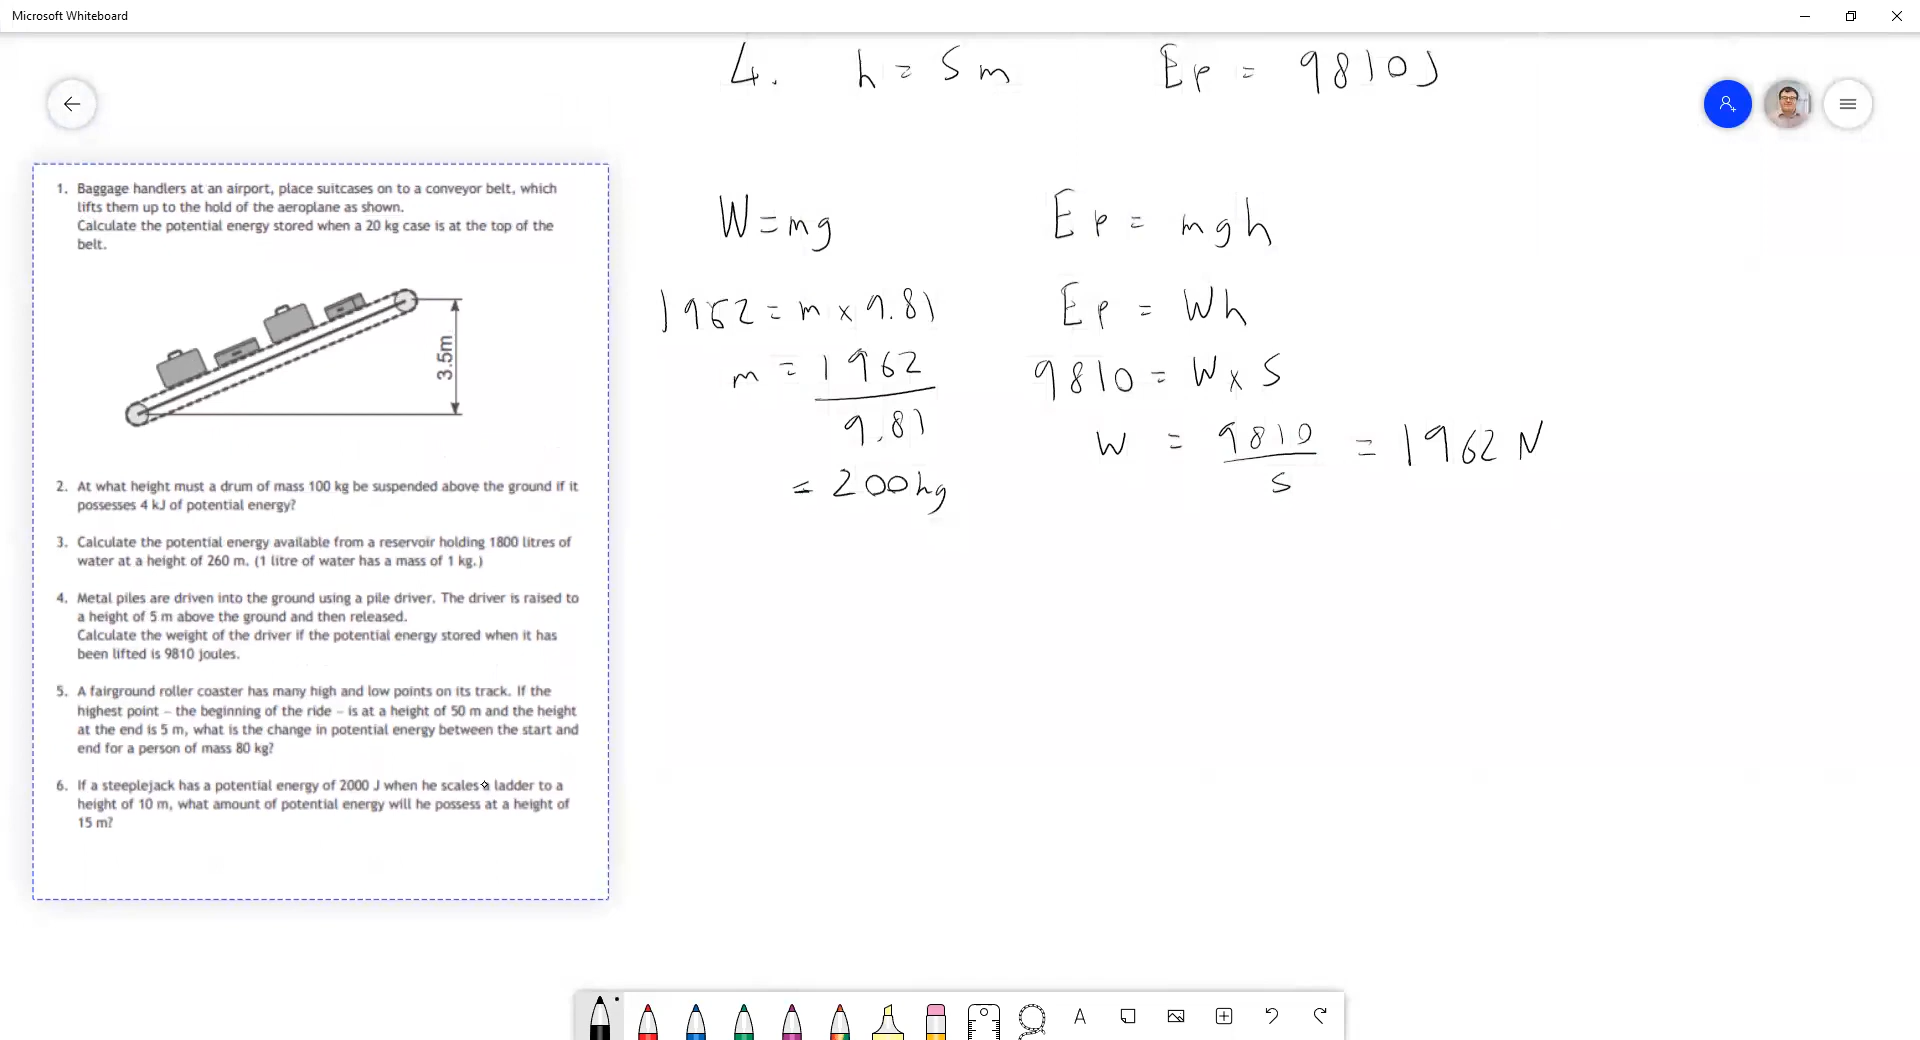 Microsoft Whiteboard
4. h = 5 m Ep = 9810 J
1. Baggage handlers at an airport, place suitcases on to a conveyor belt, which
lifts them up to the hold of the aeroplane as shown.
Calculate the potential energy stored when a 20 kg case is at the top of the
belt.
3.5m
2. At what height must a drum of mass 100 kg be suspended above the ground if it
possesses 4 kJ of potential energy?
3. Calculate the potential energy available from a reservoir holding 1800 litres of
water at a height of 260 m. (1 litre of water has a mass of 1 kg.)
4. Metal piles are driven into the ground using a pile driver. The driver is raised to
a height of 5 m above the ground and then released.
Calculate the weight of the driver if the potential energy stored when it has
been lifted is 9810 joules.
5. A fairground roller coaster has many high and low points on its track. If the
highest point – the beginning of the ride – is at a height of 50 m and the height
at the end is 5 m, what is the change in potential energy between the start and
end for a person of mass 80 kg?
6. If a steeplejack has a potential energy of 2000 J when he scales a ladder to a
height of 10 m, what amount of potential energy will he possess at a height of
15 m?
W = mg
1962 = m x 9.81
m = 1962
9.81
= 200kg
Ep = mgh
Ep = Wh
9810 = W x 5
W = 9810 = 1962 N
5
A